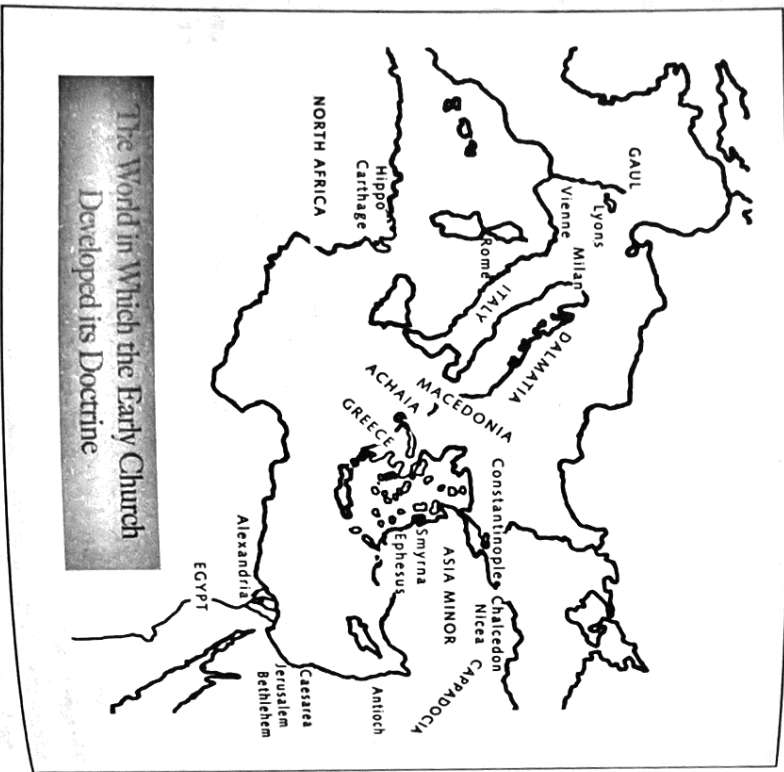 GAUL
Lyons
Vienne
Milan
DALMATIA
ITALY
Rome
MACEDONIA
ACHAIA
GREECE
Constantinople
Chalcedon
Nicea
ASIA MINOR
CAPPADOCIA
Smyrna
Ephesus
Antioch
Hippo
Carthage
NORTH AFRICA
Caesarea
Jerusalem
Bethlehem
Alexandria
EGYPT
The World in Which the Early Church
Developed its Doctrine